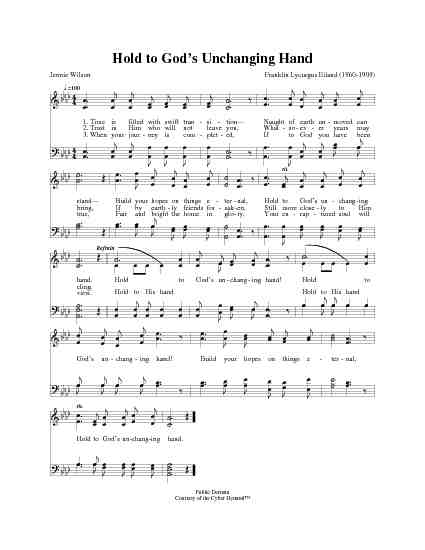 Hold to God's Unchanging Hand
Jennie Wilson Franklin Lycurgus Eiland (1860-1909)
♩=100
1. Time is filled with swift tran - si - tion— Naught of earth un - moved can
2. Trust in Him who will not leave you, What - so - ev - er years may
3. When your jour - ney is com - plet - ed, If to God you have been
rit.
stand— Build your hopes on things e - ter - nal, Hold to God's un - chang - ing
bring, If by earth - ly friends for - sak - en, Still more close - ly to Him
true, Fair and bright the home in glo - ry, Your en - rap - tured soul will
Refrain
hand. Hold to God's un - chang - ing hand! Hold to
cling.
view. Hold to His hand Hold to His hand
God's un - chang - ing hand! Build your hopes on things e - ter - nal,
rit.
Hold to God's un - chang - ing hand.
Public Domain
Courtesy of the Cyber Hymnal™